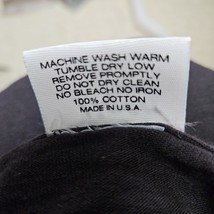 MACHINE WASH WARM
TUMBLE DRY LOW
REMOVE PROMPTLY
DO NOT DRY CLEAN
NO BLEACH NO IRON
100% COTTON
MADE IN U.S.A.